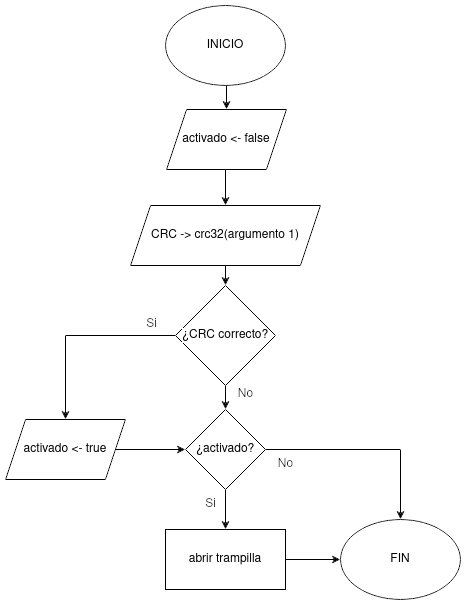 INICIO
activado <- false
CRC -> crc32(argumento 1)
¿CRC correcto?
Si
No
activado <- true
¿activado?
No
Si
abrir trampilla
FIN